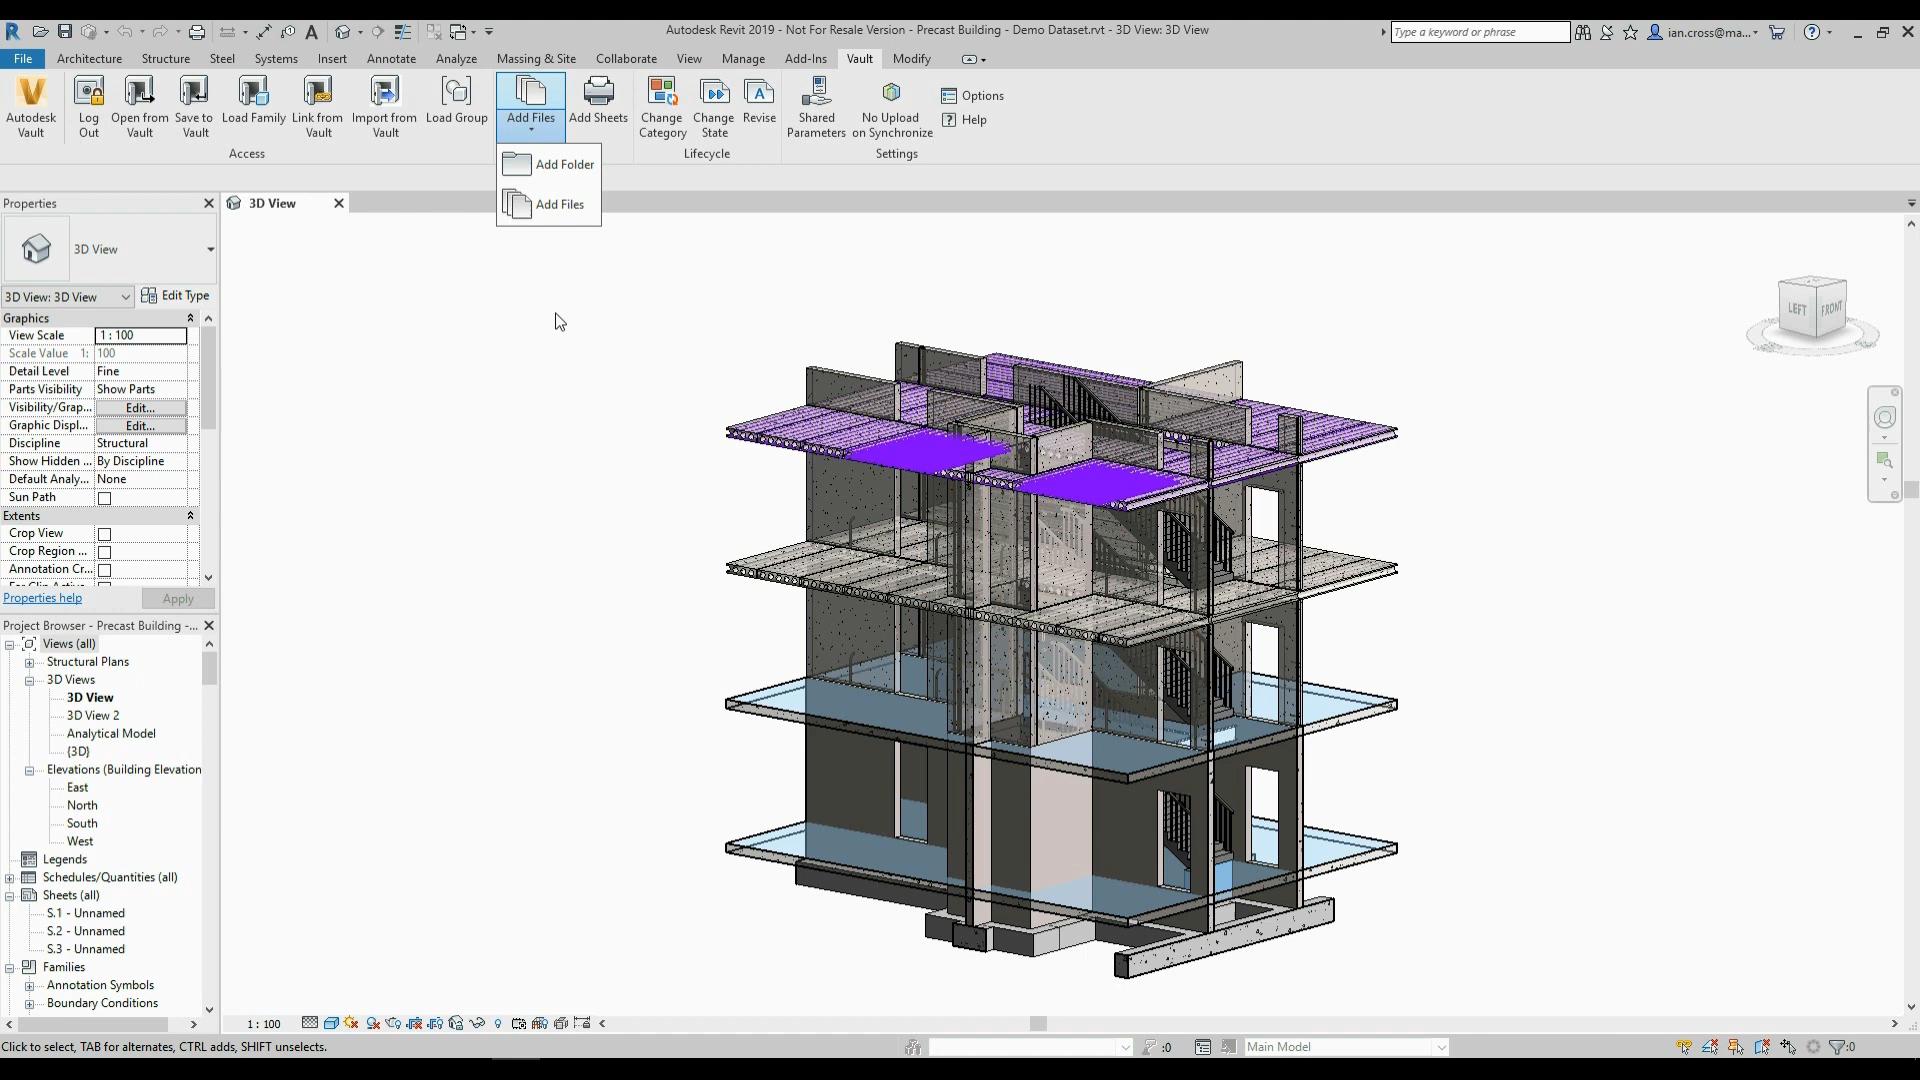 Autodesk Revit 2019 - Not For Resale Version - Precast Building - Demo Dataset.rvt - 3D View: 3D View
Type a keyword or phrase
ian.cross@ma...
File Architecture Structure Steel Systems Insert Annotate Analyze Massing & Site Collaborate View Manage Add-Ins Vault Modify
Autodesk Vault
Log Out
Open from Vault
Save to Vault
Load Family
Link from Vault
Import from Vault
Load Group
Add Files
Add Sheets
Change Category
Change State
Revise
Shared Parameters
No Upload on Synchronize
Options
Help
Access
Lifecycle
Settings
Add Folder
Add Files
Properties
3D View
3D View
3D View: 3D View
Edit Type
Graphics
View Scale 1 : 100
Scale Value 1: 100
Detail Level Fine
Parts Visibility Show Parts
Visibility/Grap... Edit...
Graphic Displ... Edit...
Discipline Structural
Show Hidden ... By Discipline
Default Analy... None
Sun Path
Extents
Crop View
Crop Region ...
Annotation Cr...
Properties help
Apply
Project Browser - Precast Building -...
Views (all)
Structural Plans
3D Views
3D View
3D View 2
Analytical Model
{3D}
Elevations (Building Elevation
East
North
South
West
Legends
Schedules/Quantities (all)
Sheets (all)
S.1 - Unnamed
S.2 - Unnamed
S.3 - Unnamed
Families
Annotation Symbols
Boundary Conditions
LEFT FRONT
1 : 100
Click to select, TAB for alternates, CTRL adds, SHIFT unselects.
:0
Main Model
:0